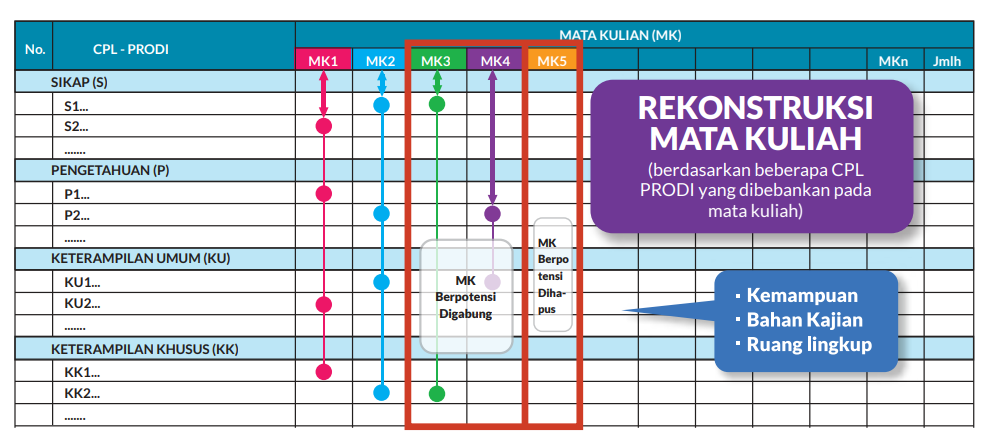 No.
CPL - PRODI
MATA KULIAN (MK)
MK1
MK2
MK3
MK4
MK5
MKn
Jmlh
SIKAP (S)
S1...
S2...
.......
PENGETAHUAN (P)
P1...
P2...
.......
KETERAMPILAN UMUM (KU)
KU1...
KU2...
.......
KETERAMPILAN KHUSUS (KK)
KK1...
KK2...
.......
MK
Berpotensi
Digabung
MK
Berpo
tensi
Diha-
pus
REKONSTRUKSI
MATA KULIAH
(berdasarkan beberapa CPL
PRODI yang dibebankan pada
mata kuliah)
· Kemampuan
· Bahan Kajian
· Ruang lingkup